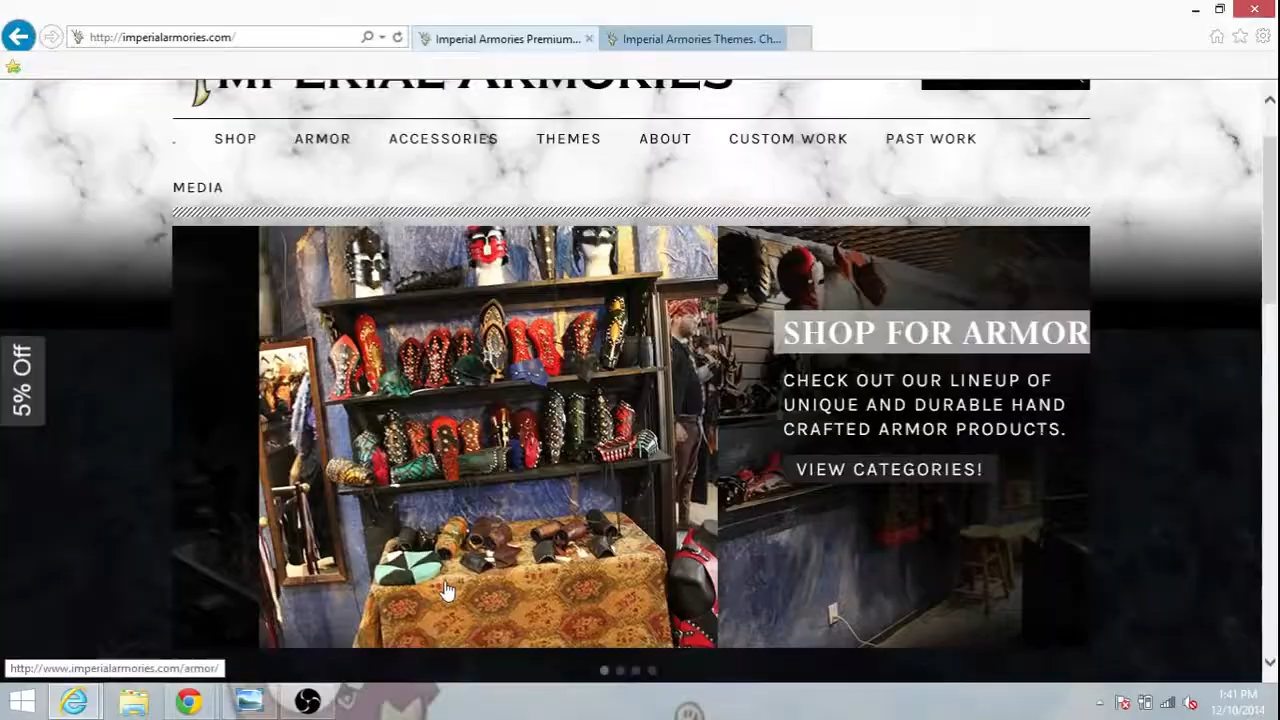 http://imperialarmories.com/
Imperial Armories Premium...
Imperial Armories Themes. Ch...
IMPERIAL ARMORIES
SHOP
ARMOR
ACCESSORIES
THEMES
ABOUT
CUSTOM WORK
PAST WORK
MEDIA
5% Off
SHOP FOR ARMOR
CHECK OUT OUR LINEUP OF
UNIQUE AND DURABLE HAND
CRAFTED ARMOR PRODUCTS.
VIEW CATEGORIES!
http://www.imperialarmories.com/armor/
1:41 PM
12/10/2014